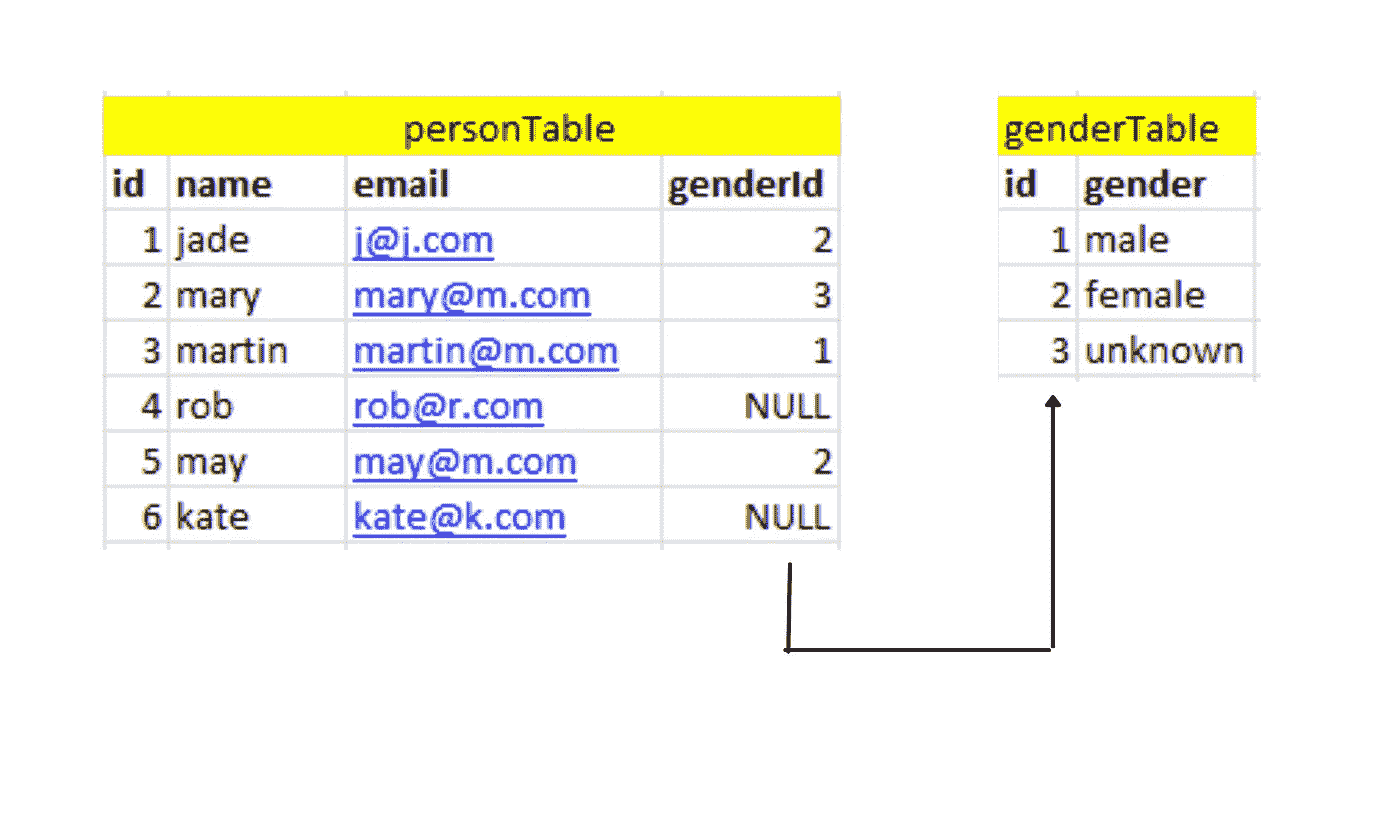 personTable genderTable
id name email genderId id gender
1 jade j@j.com 2 1 male
2 mary mary@m.com 3 2 female
3 martin martin@m.com 1 3 unknown
4 rob rob@r.com NULL
5 may may@m.com 2
6 kate kate@k.com NULL